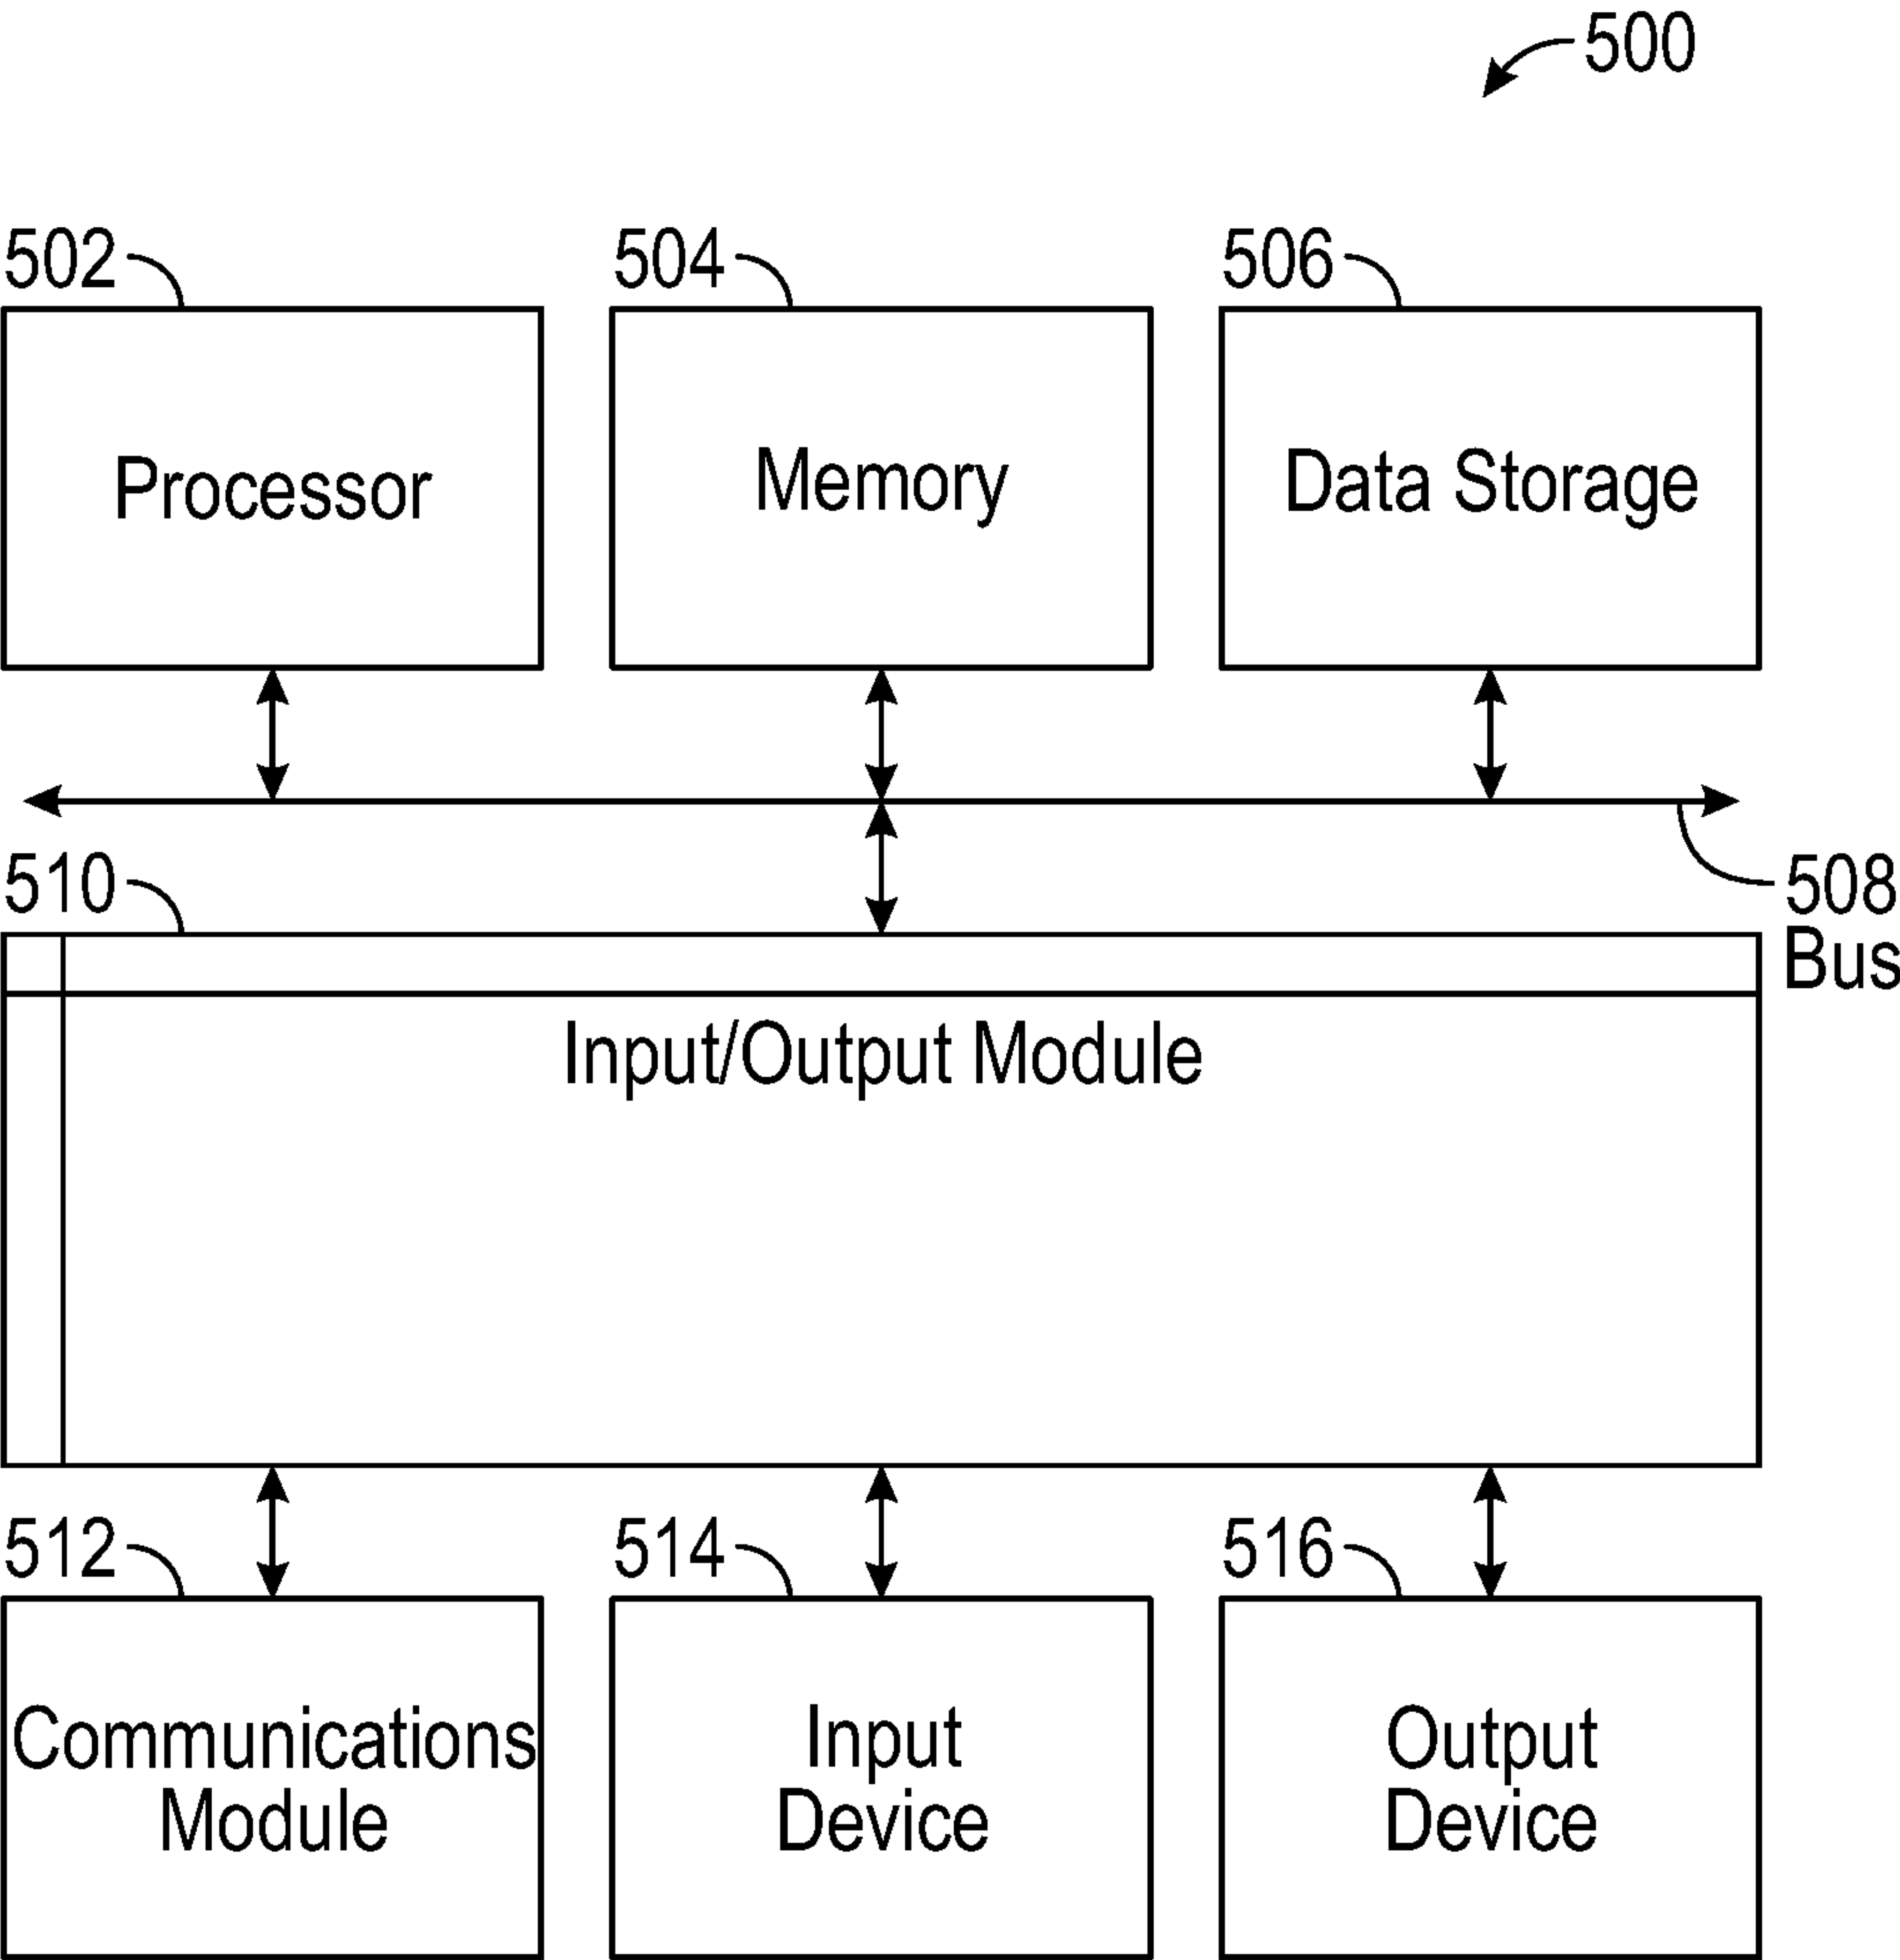 500
502
504
506
Processor
Memory
Data Storage
510
508
Bus
Input/Output Module
512
514
516
Communications
Module
Input
Device
Output
Device